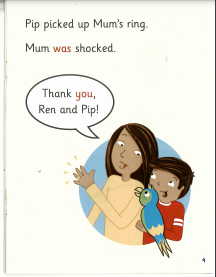 Pip picked up Mum's ring.
Mum was shocked.
Thank you,
Ren and Pip!
9